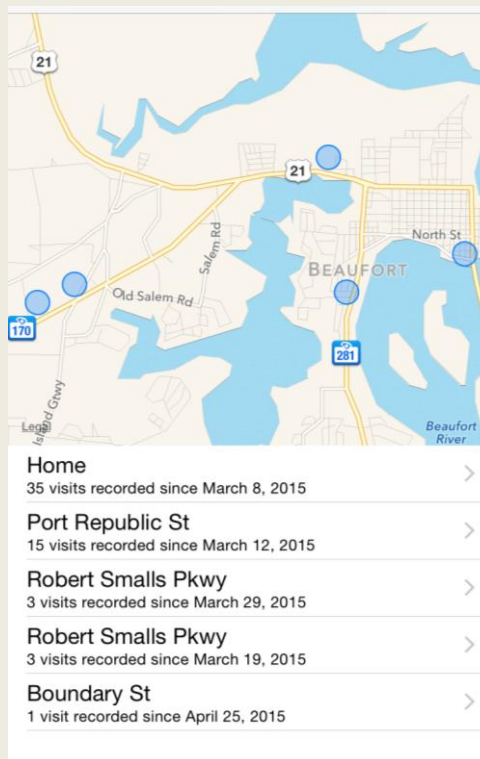 21
21
North St
Salem Rd
BEAUFORT
Old Salem Rd
170
281
Island Gtwy
Legal
Beaufort
River
Home
35 visits recorded since March 8, 2015
Port Republic St
15 visits recorded since March 12, 2015
Robert Smalls Pkwy
3 visits recorded since March 29, 2015
Robert Smalls Pkwy
3 visits recorded since March 19, 2015
Boundary St
1 visit recorded since April 25, 2015